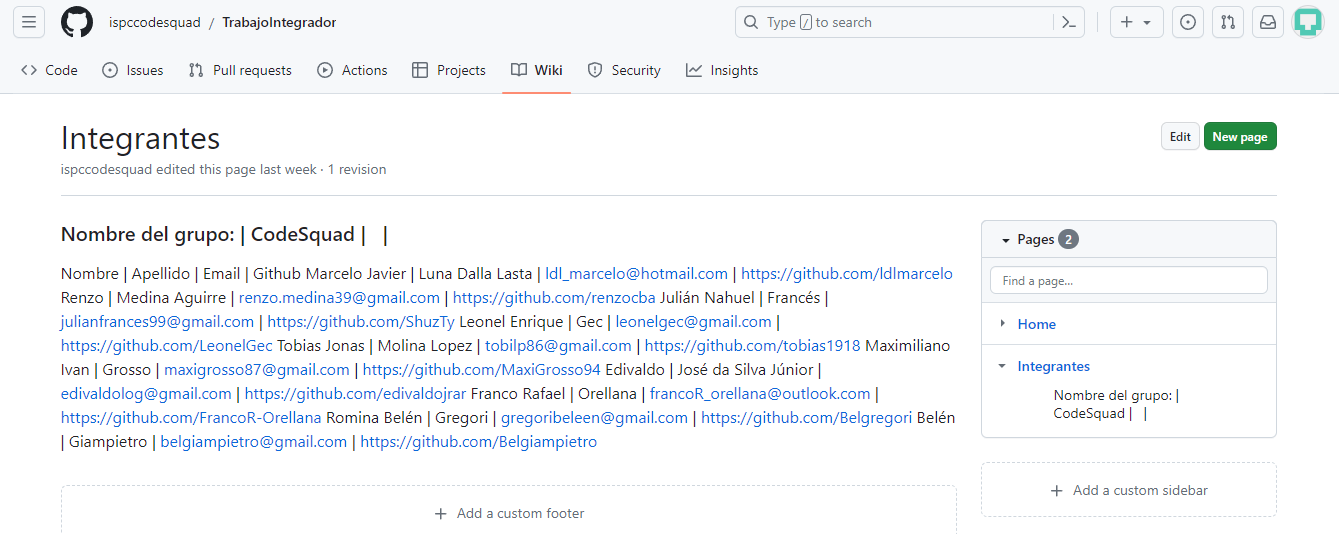 ispccodesquad / TrabajoIntegrador
Type / to search
Code Issues Pull requests Actions Projects Wiki Security Insights
Integrantes
Edit New page
ispccodesquad edited this page last week · 1 revision
Nombre del grupo: | CodeSquad | |
Nombre | Apellido | Email | Github Marcelo Javier | Luna Dalla Lasta | ldl_marcelo@hotmail.com | https://github.com/ldlmarcelo
Renzo | Medina Aguirre | renzo.medina39@gmail.com | https://github.com/renzocba Julián Nahuel | Francés |
julianfrances99@gmail.com | https://github.com/ShuzTy Leonel Enrique | Gec | leonelgec@gmail.com |
https://github.com/LeonelGec Tobias Jonas | Molina Lopez | tobilp86@gmail.com | https://github.com/tobias1918 Maximiliano
Ivan | Grosso | maxigrosso87@gmail.com | https://github.com/MaxiGrosso94 Edivaldo | José da Silva Júnior |
edivaldolog@gmail.com | https://github.com/edivaldojrar Franco Rafael | Orellana | francoR_orellana@outlook.com |
https://github.com/FrancoR-Orellana Romina Belén | Gregori | gregoribeleen@gmail.com | https://github.com/Belgregori Belén
| Giampietro | belgiampietro@gmail.com | https://github.com/Belgiampietro
Add a custom footer
Pages 2
Find a page...
Home
Integrantes
Nombre del grupo: |
CodeSquad | |
Add a custom sidebar